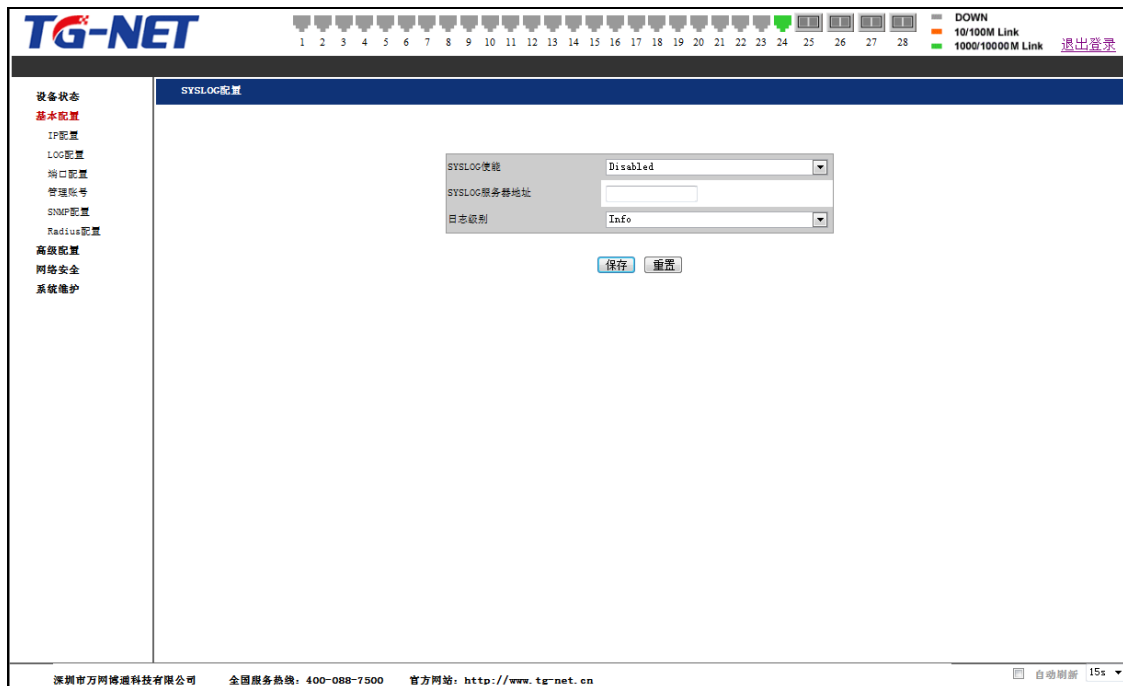 TG-NET
1 2 3 4 5 6 7 8 9 10 11 12 13 14 15 16 17 18 19 20 21 22 23 24 25 26 27 28
DOWN
10/100M Link
1000/10000M Link
退出登录
设备状态
基本配置
IP配置
LOG配置
端口配置
管理账号
SNMP配置
Radius配置
高级配置
网络安全
系统维护
SYSLOG配置
SYSLOG使能 Disabled
SYSLOG服务器地址
日志级别 Info
保存 重置
深圳市万网博通科技有限公司 全国服务热线：400-088-7500 官方网站：http://www.tg-net.cn
自动刷新 15s